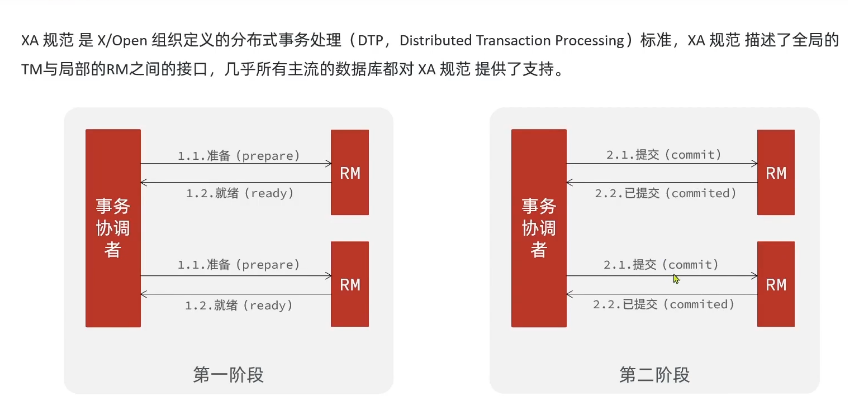 XA 规范 是 X/Open 组织定义的分布式事务处理（DTP，Distributed Transaction Processing）标准，XA 规范 描述了全局的
TM与局部的RM之间的接口，几乎所有主流的数据库都对 XA 规范 提供了支持。
事务
协调
者
1.1.准备（prepare）
1.2.就绪（ready）
RM
1.1.准备（prepare）
1.2.就绪（ready）
RM
第一阶段
事务
协调
者
2.1.提交（commit）
2.2.已提交（commited）
RM
2.1.提交（commit）
2.2.已提交（commited）
RM
第二阶段